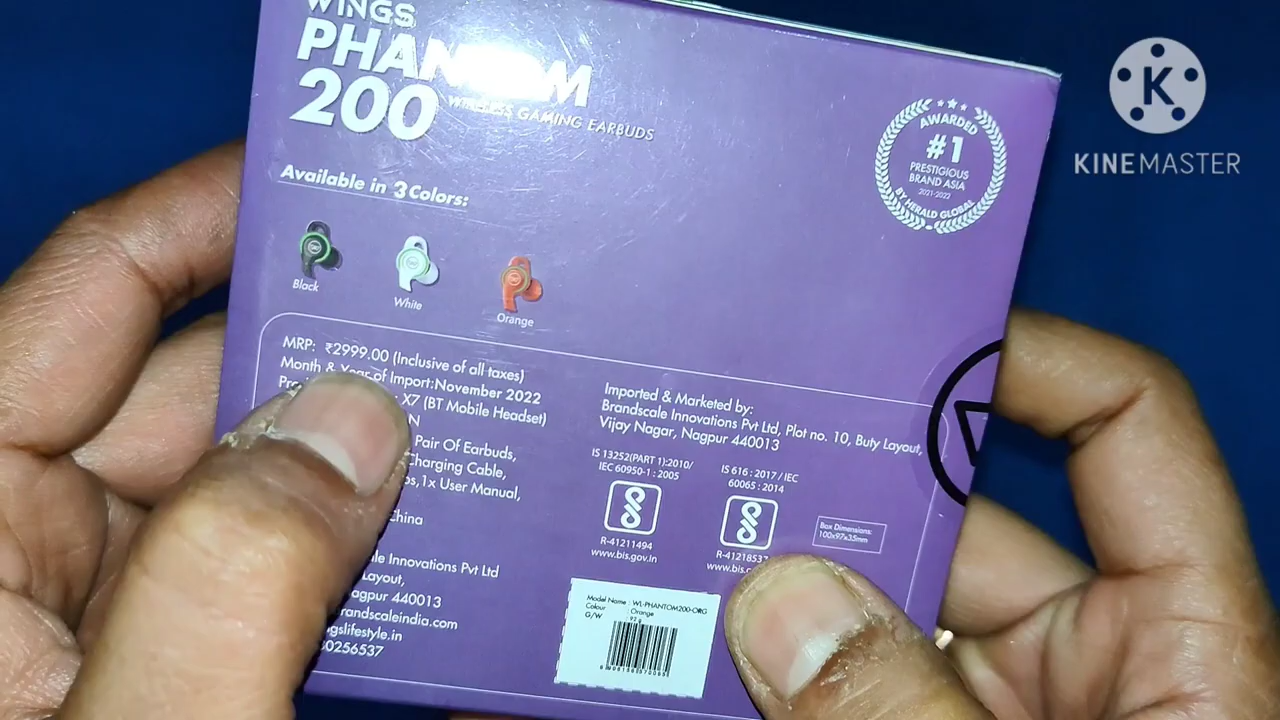 WINGS
PHANTOM
200 WIRELESS GAMING EARBUDS
AWARDED
#1
PRESTIGIOUS
BRAND ASIA
2021-2022
BY HERALD GLOBAL
K
KINEMASTER
Available in 3 Colors:
Black
White
Orange
MRP: ₹2999.00 (Inclusive of all taxes)
Month & Year of Import:November 2022
X7 (BT Mobile Headset)
N
Pair Of Earbuds,
Charging Cable,
1x User Manual,
China
Innovations Pvt Ltd
Layout,
Nagpur 440013
randscaleindia.com
gslifestyle.in
0256537
Imported & Marketed by:
Brandscale Innovations Pvt Ltd, Plot no. 10, Buty Layout,
Vijay Nagar, Nagpur 440013
IS 13252(PART 1):2010/
IEC 60950-1 : 2005
R-41211494
www.bis.gov.in
IS 616 : 2017 / IEC
60065 : 2014
R-4121853
www.bis.g
Box Dimensions:
100x97x35mm
Model Name : WL-PHANTOM200-ORG
Colour : Orange
G/W : 92 g